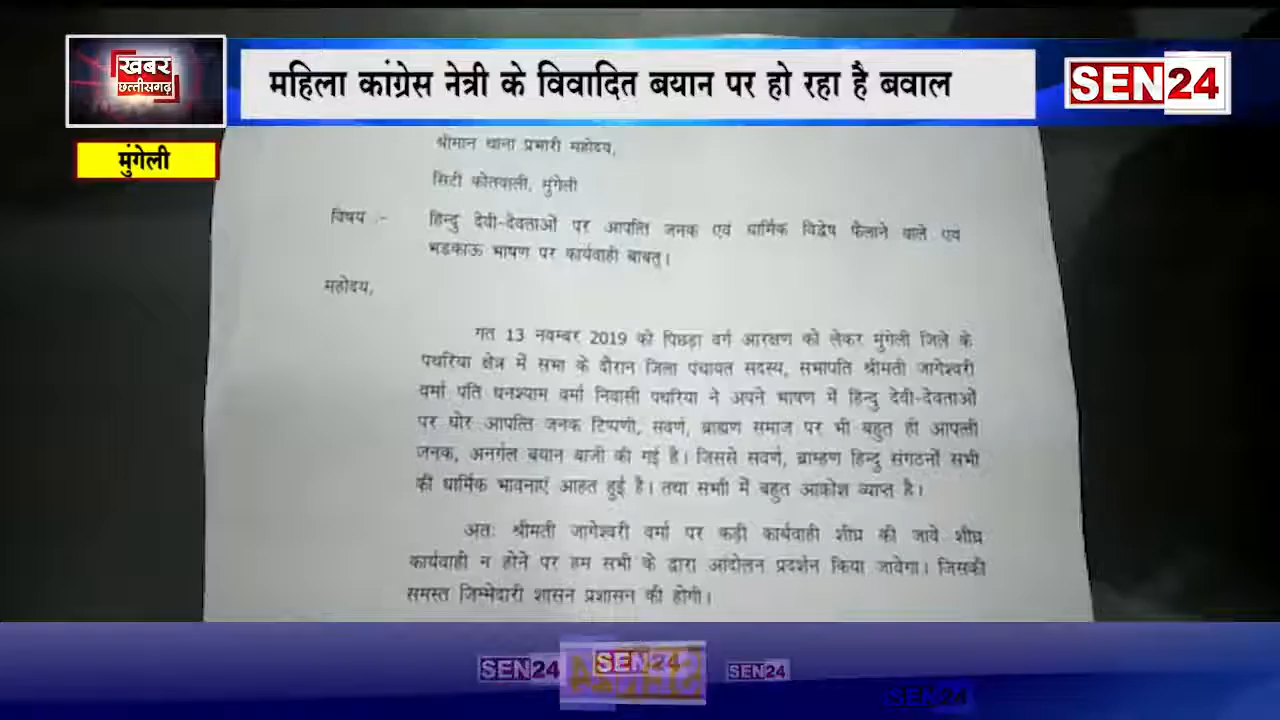 खबर
छत्तीसगढ़
महिला कांग्रेस नेत्री के विवादित बयान पर हो रहा है बवाल
SEN24
मुंगेली
श्रीमान थाना प्रभारी महोदय,
सिटी कोतवाली, मुंगेली
विषय :- हिन्दु देवी-देवताओं पर आपत्ति जनक एवं धार्मिक विद्वेष फैलाने वाले एवं
भडकाऊ भाषण पर कार्यवाही बाबत्।
महोदय,
गत 13 नवम्बर 2019 को पिछड़ा वर्ग आरक्षण को लेकर मुंगेली जिले के
पथरिया क्षेत्र में सभा के दौरान जिला पंचायत सदस्य, सभापति श्रीमती जागेश्वरी
वर्मा पति घनश्याम वर्मा निवासी पथरिया ने अपने भाषण में हिन्दु देवी-देवताओं
पर घोर आपत्ति जनक टिप्पणी, सवर्ण, ब्राह्मण समाज पर भी बहुत ही आपत्ती
जनक, अनर्गल बयान बाजी की गई है। जिससे सवर्ण, ब्राम्हण हिन्दु संगठनों सभी
की धार्मिक भावनाएं आहत हुई है। तथा सभी में बहुत आक्रोश व्याप्त है।
अतः श्रीमती जागेश्वरी वर्मा पर कड़ी कार्यवाही शीघ्र की जावे शीघ्र
कार्यवाही न होने पर हम सभी के द्वारा आंदोलन प्रदर्शन किया जावेगा। जिसकी
समस्त जिम्मेदारी शासन प्रशासन की होगी।
SEN24 SEN24 SEN24
SEN24